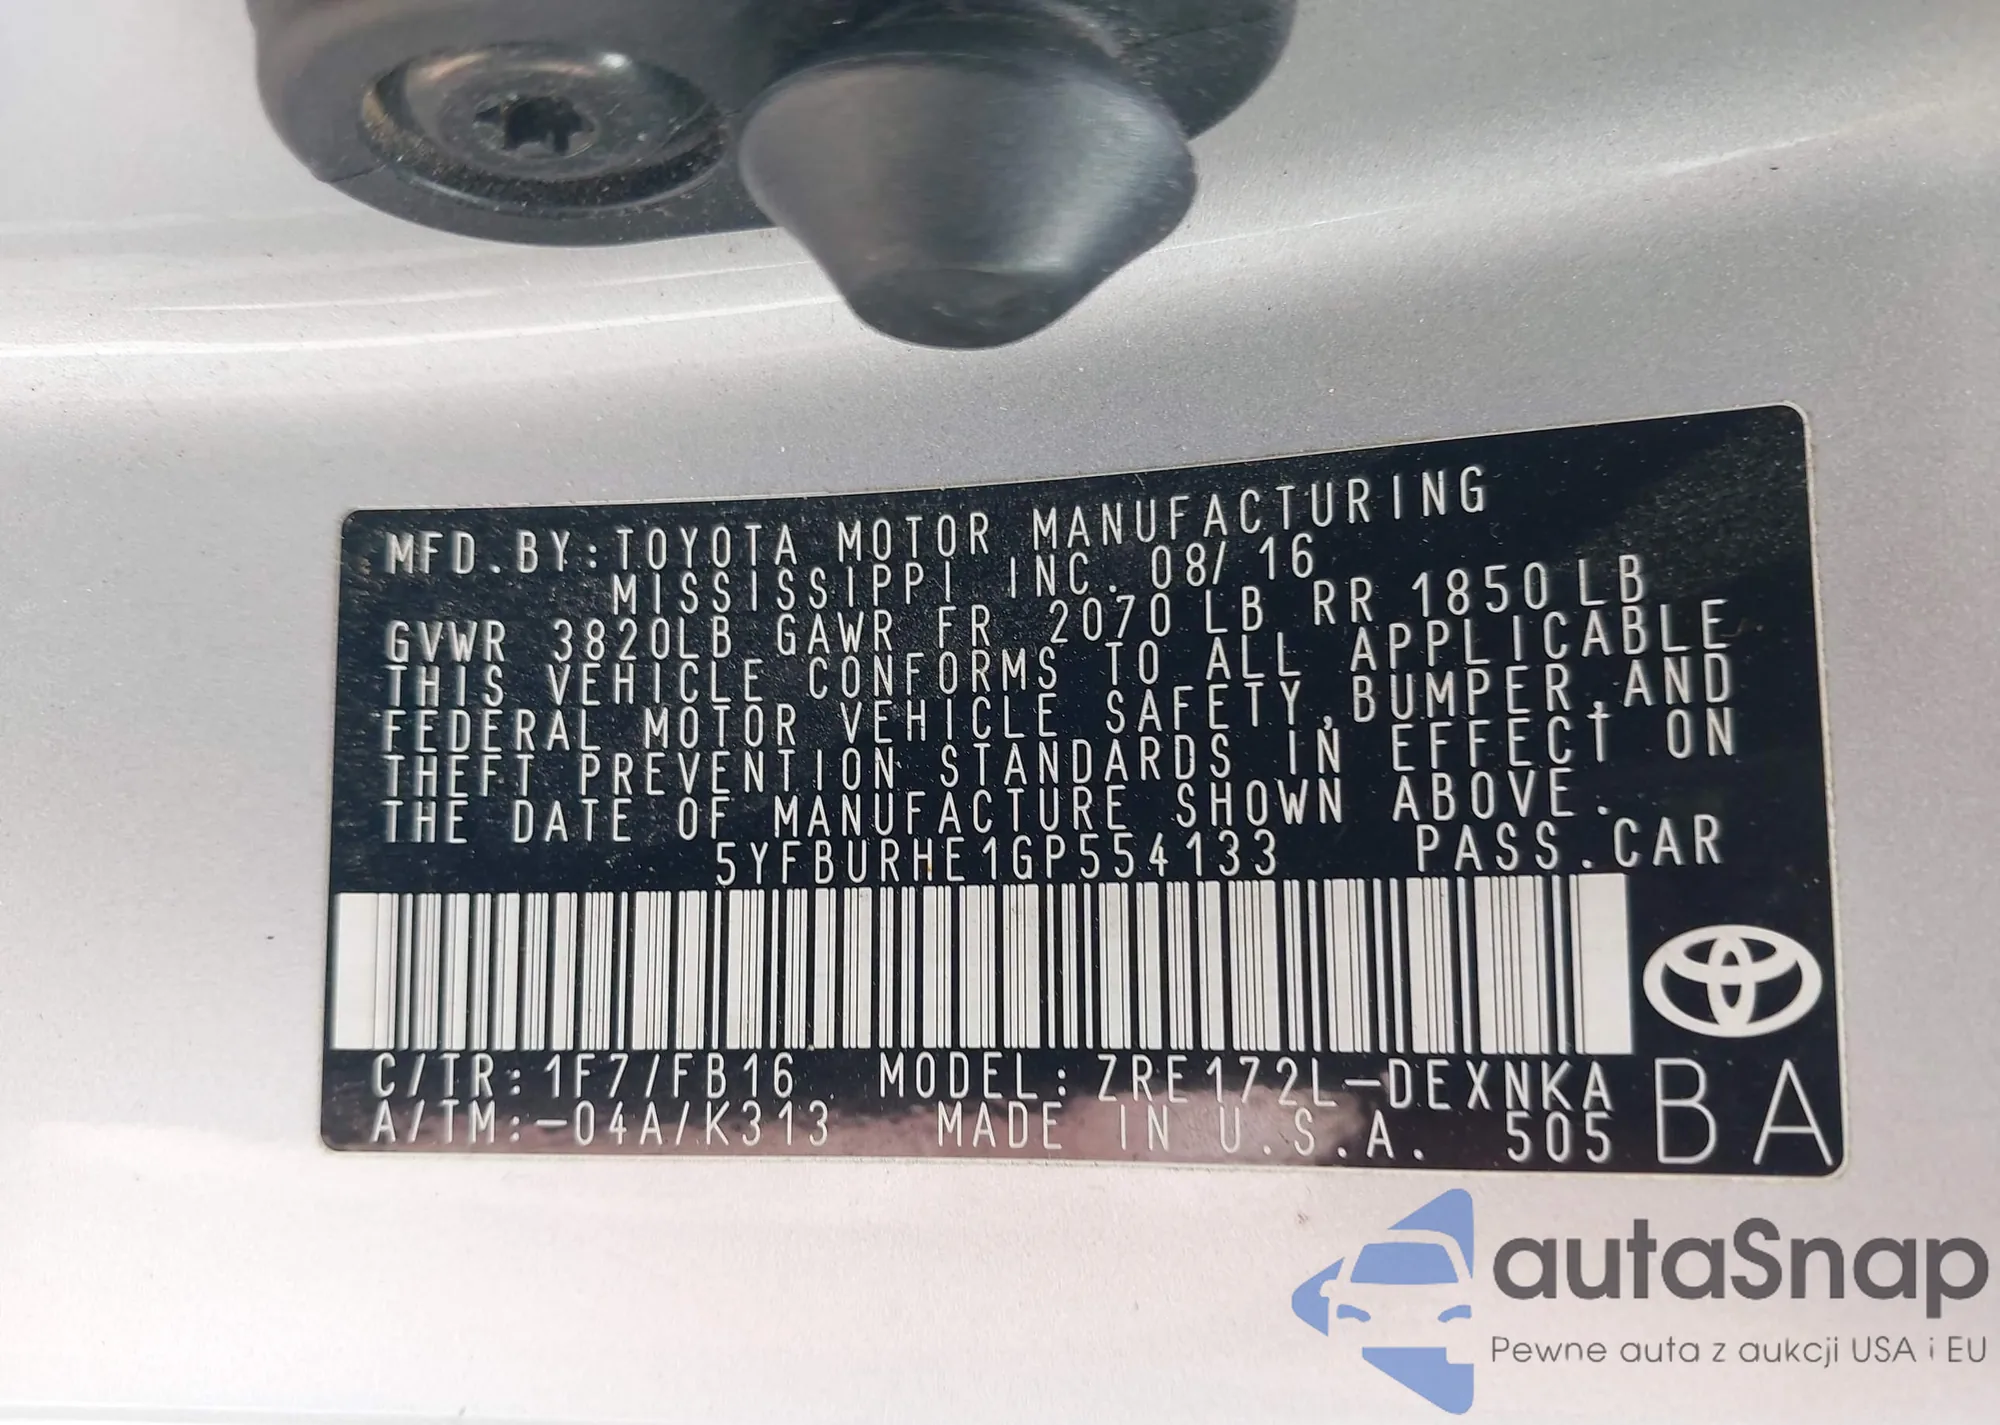 MFD.BY:TOYOTA MOTOR MANUFACTURING
MISSISSIPPI INC. 08/16
GVWR 3820LB GAWR FR 2070 LB RR 1850 LB
THIS VEHICLE CONFORMS TO ALL APPLICABLE
FEDERAL MOTOR VEHICLE SAFETY, BUMPER, AND
THEFT PREVENTION STANDARDS IN EFFECT ON
THE DATE OF MANUFACTURE SHOWN ABOVE.
5YFBURHE1GP554133 PASS.CAR
C/TR:1F7/FB16 MODEL:ZRE172L-DEXNKA
A/TM:-04A/K313 MADE IN U.S.A. 505
BA
autaSnap
Pewne auta z aukcji USA i EU